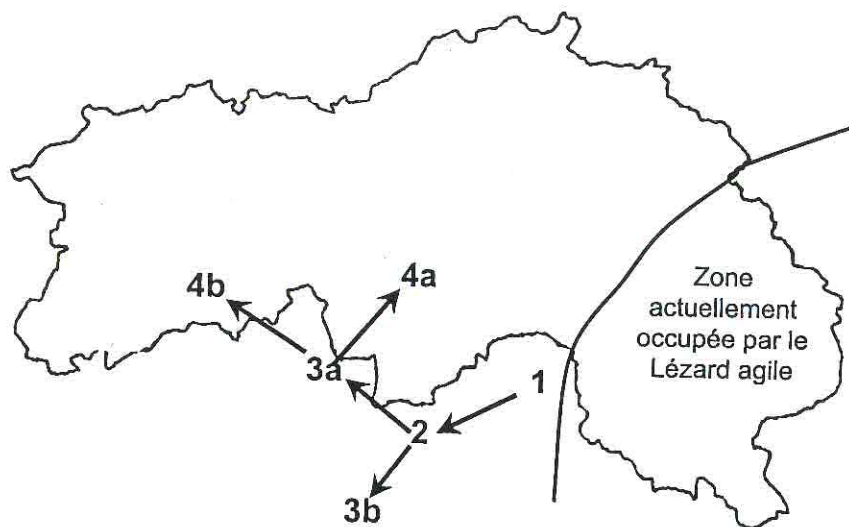 4b
4a
Zone
actuellement
occupée par le
Lézard agile
3a
1
2
3b